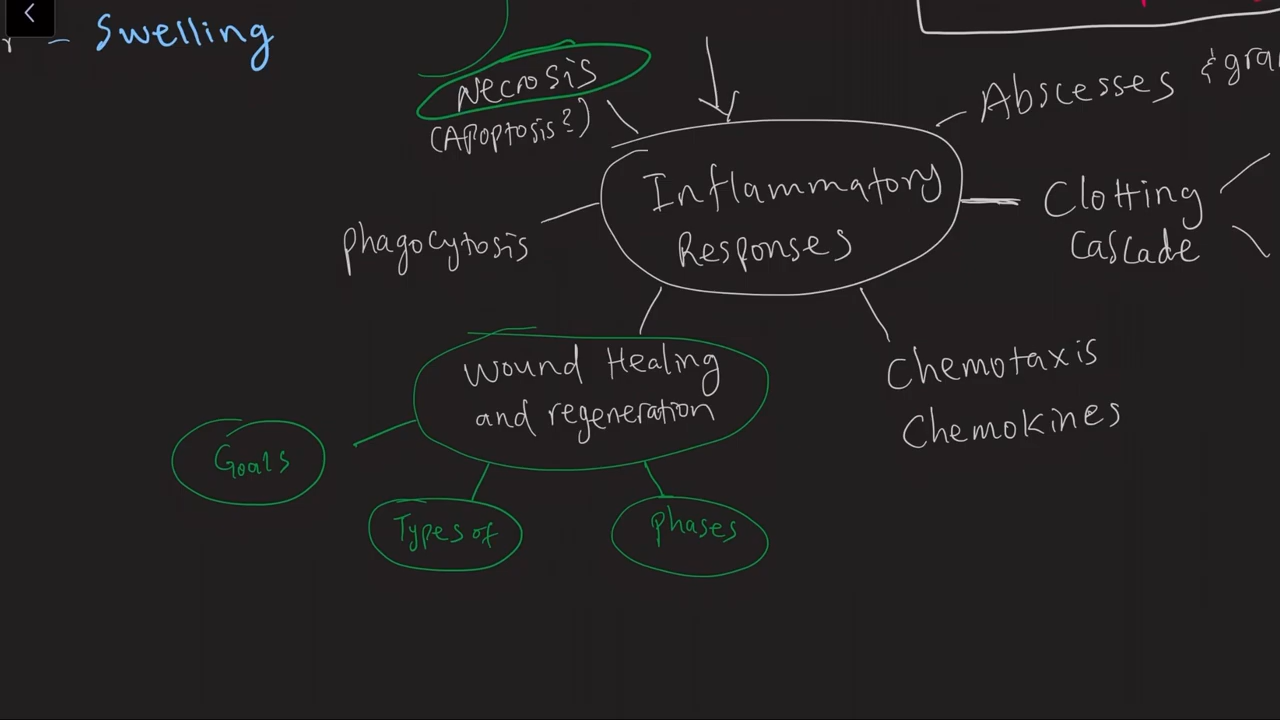 - Swelling
Necrosis
(Apoptosis?)
Abscesses &
Inflammatory
Responses
Clotting
Cascade
phagocytosis
Wound Healing
and regeneration
Chemotaxis
Chemokines
Goals
Types of
phases